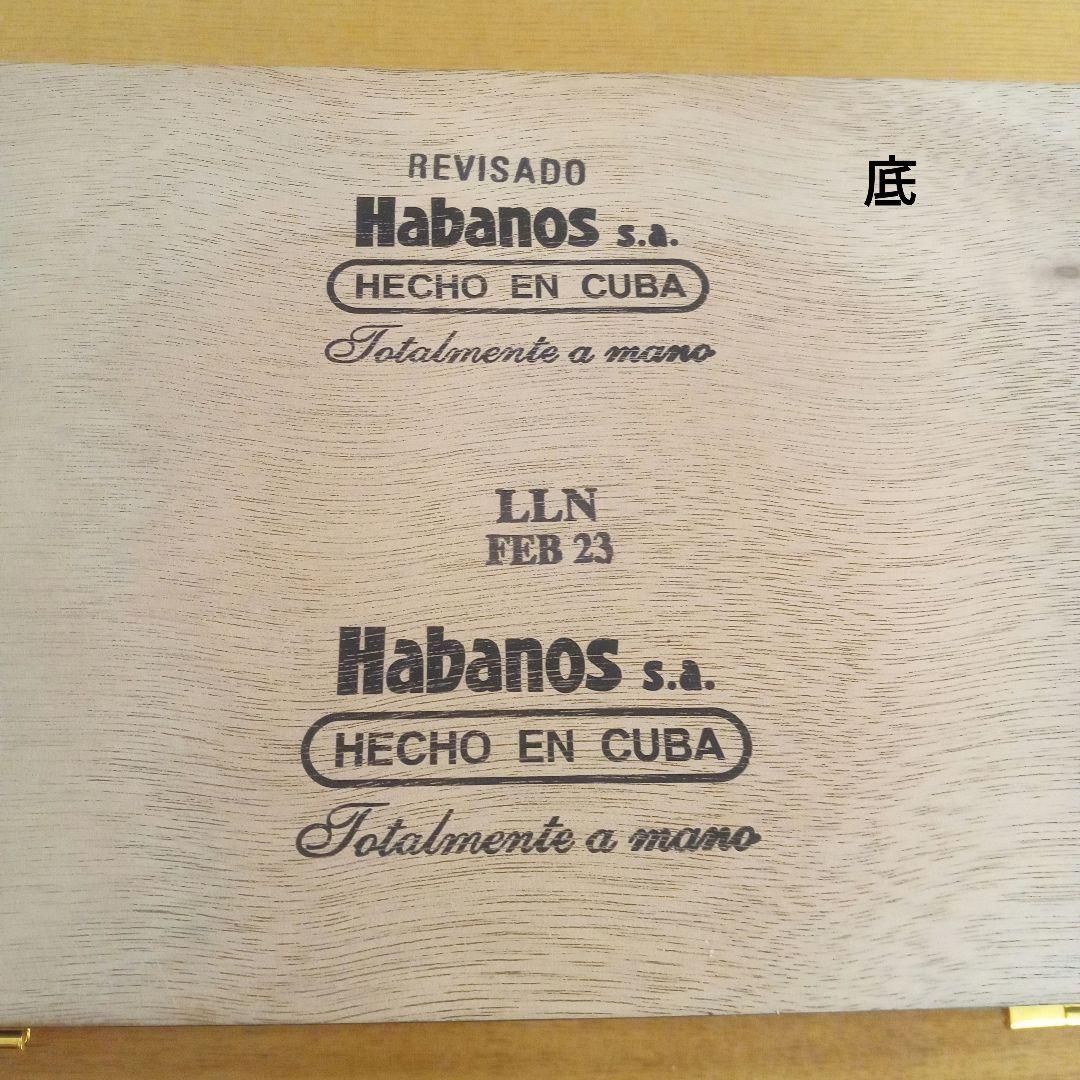 REVISADO
底
Habanos s.a.
HECHO EN CUBA
Totalmente a mano
LLN
FEB 23
Habanos s.a.
HECHO EN CUBA
Totalmente a mano